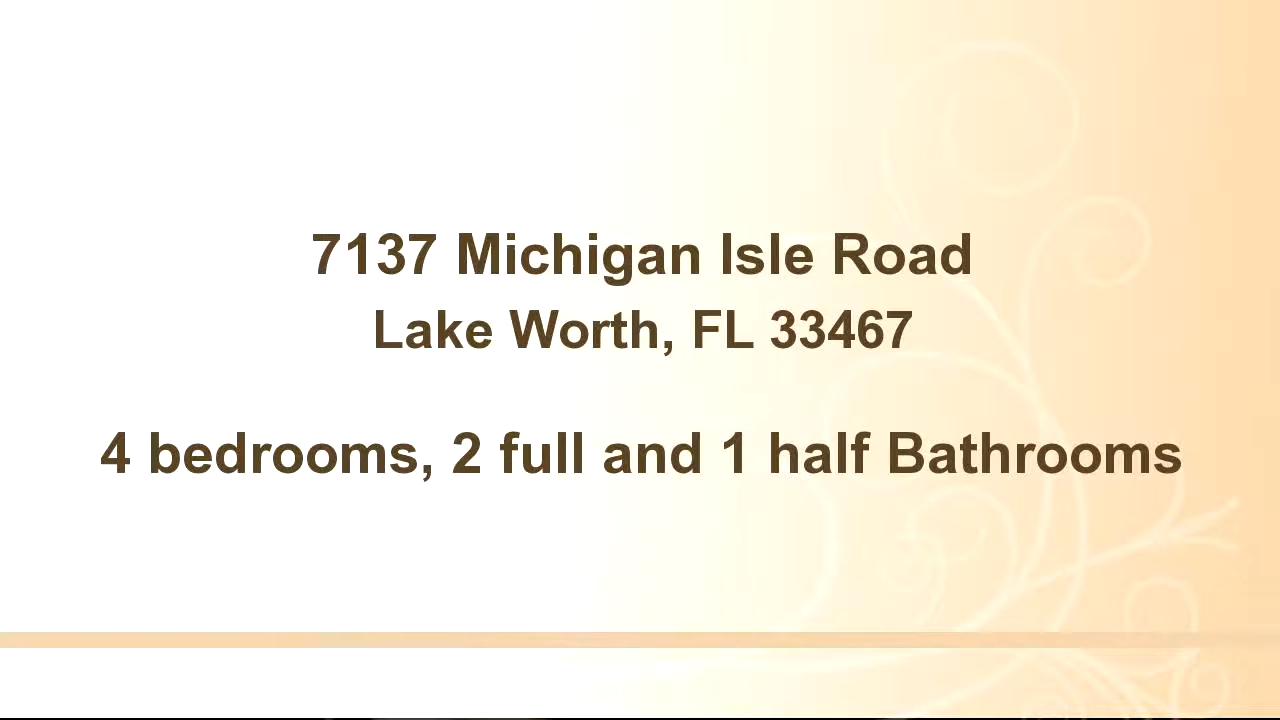 7137 Michigan Isle Road
Lake Worth, FL 33467
4 bedrooms, 2 full and 1 half Bathrooms